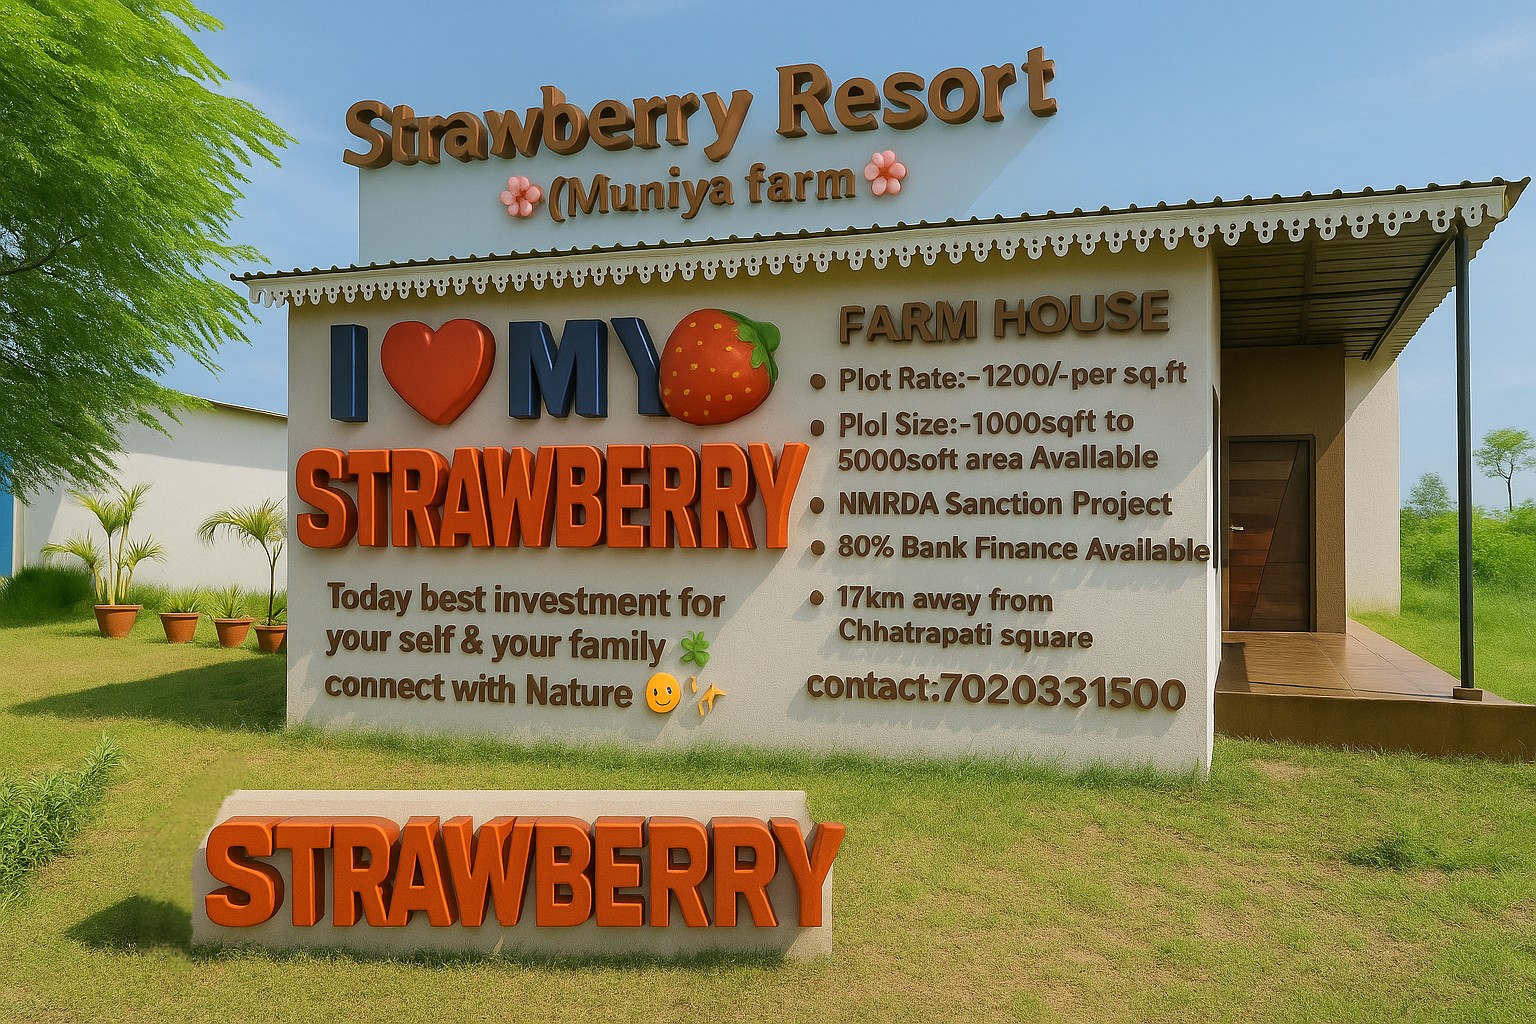 Strawberry Resort
(Muniya farm
I ❤️ MY 🍓
STRAWBERRY
Today best investment for
your self & your family 🍀
connect with Nature 🙂
FARM HOUSE
• Plot Rate:-1200/-per sq.ft
• Plol Size:-1000sqft to
5000soft area Avallable
• NMRDA Sanction Project
• 80% Bank Finance Available
• 17km away from
Chhatrapati square
contact:7020331500
STRAWBERRY